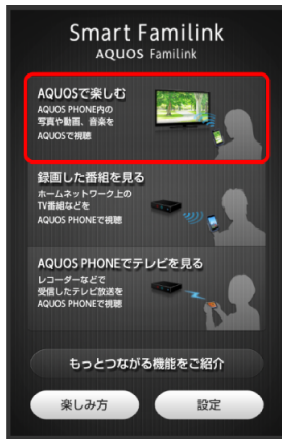 Smart Familink
AQUOS Familink
AQUOSで楽しむ
AQUOS PHONE内の
写真や動画、音楽を
AQUOSで視聴
録画した番組を見る
ホームネットワーク上の
TV番組などを
AQUOS PHONEで視聴
AQUOS PHONEでテレビを見る
レコーダーなどで
受信したテレビ放送を
AQUOS PHONEで視聴
もっとつながる機能をご紹介
楽しみ方
設定